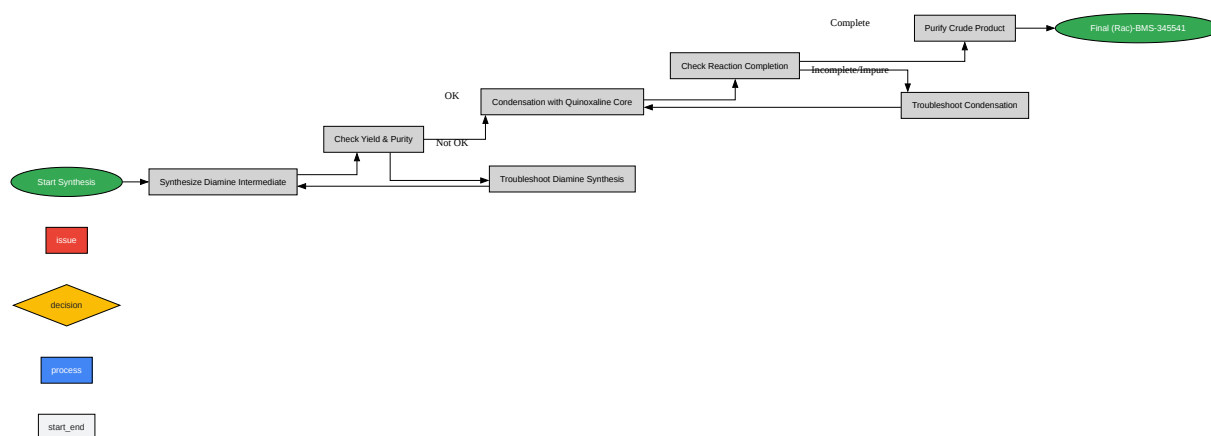 Complete
Purify Crude Product
Final (Rac)-BMS-345541
Check Reaction Completion
Incomplete/Impure
OK
Condensation with Quinoxaline Core
Troubleshoot Condensation
Check Yield & Purity
Not OK
Start Synthesis
Synthesize Diamine Intermediate
Troubleshoot Diamine Synthesis
issue
decision
process
start_end